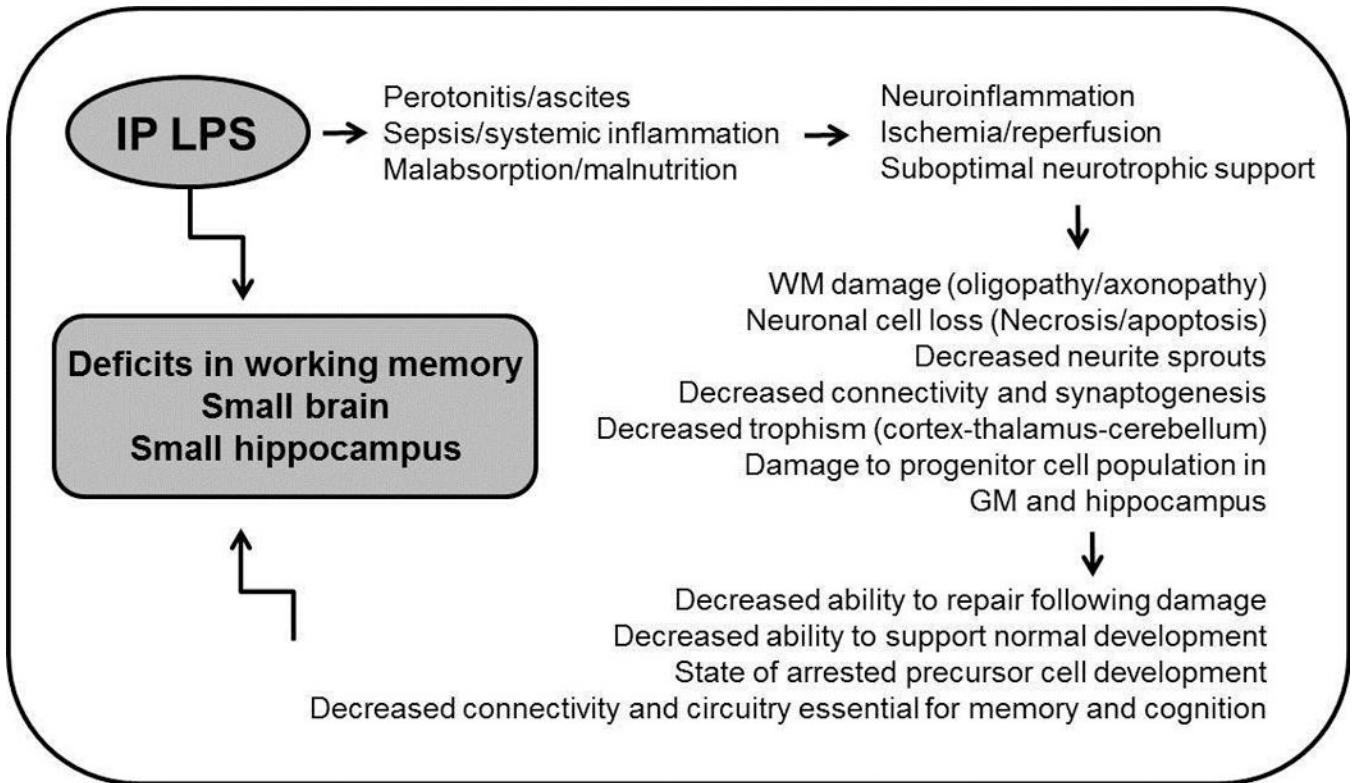 IP LPS
Perotonitis/ascites
Sepsis/systemic inflammation
Malabsorption/malnutrition
Neuroinflammation
Ischemia/reperfusion
Suboptimal neurotrophic support
WM damage (oligopathy/axonopathy)
Neuronal cell loss (Necrosis/apoptosis)
Decreased neurite sprouts
Decreased connectivity and synaptogenesis
Decreased trophism (cortex-thalamus-cerebellum)
Damage to progenitor cell population in
GM and hippocampus
Decreased ability to repair following damage
Decreased ability to support normal development
State of arrested precursor cell development
Decreased connectivity and circuitry essential for memory and cognition
Deficits in working memory
Small brain
Small hippocampus